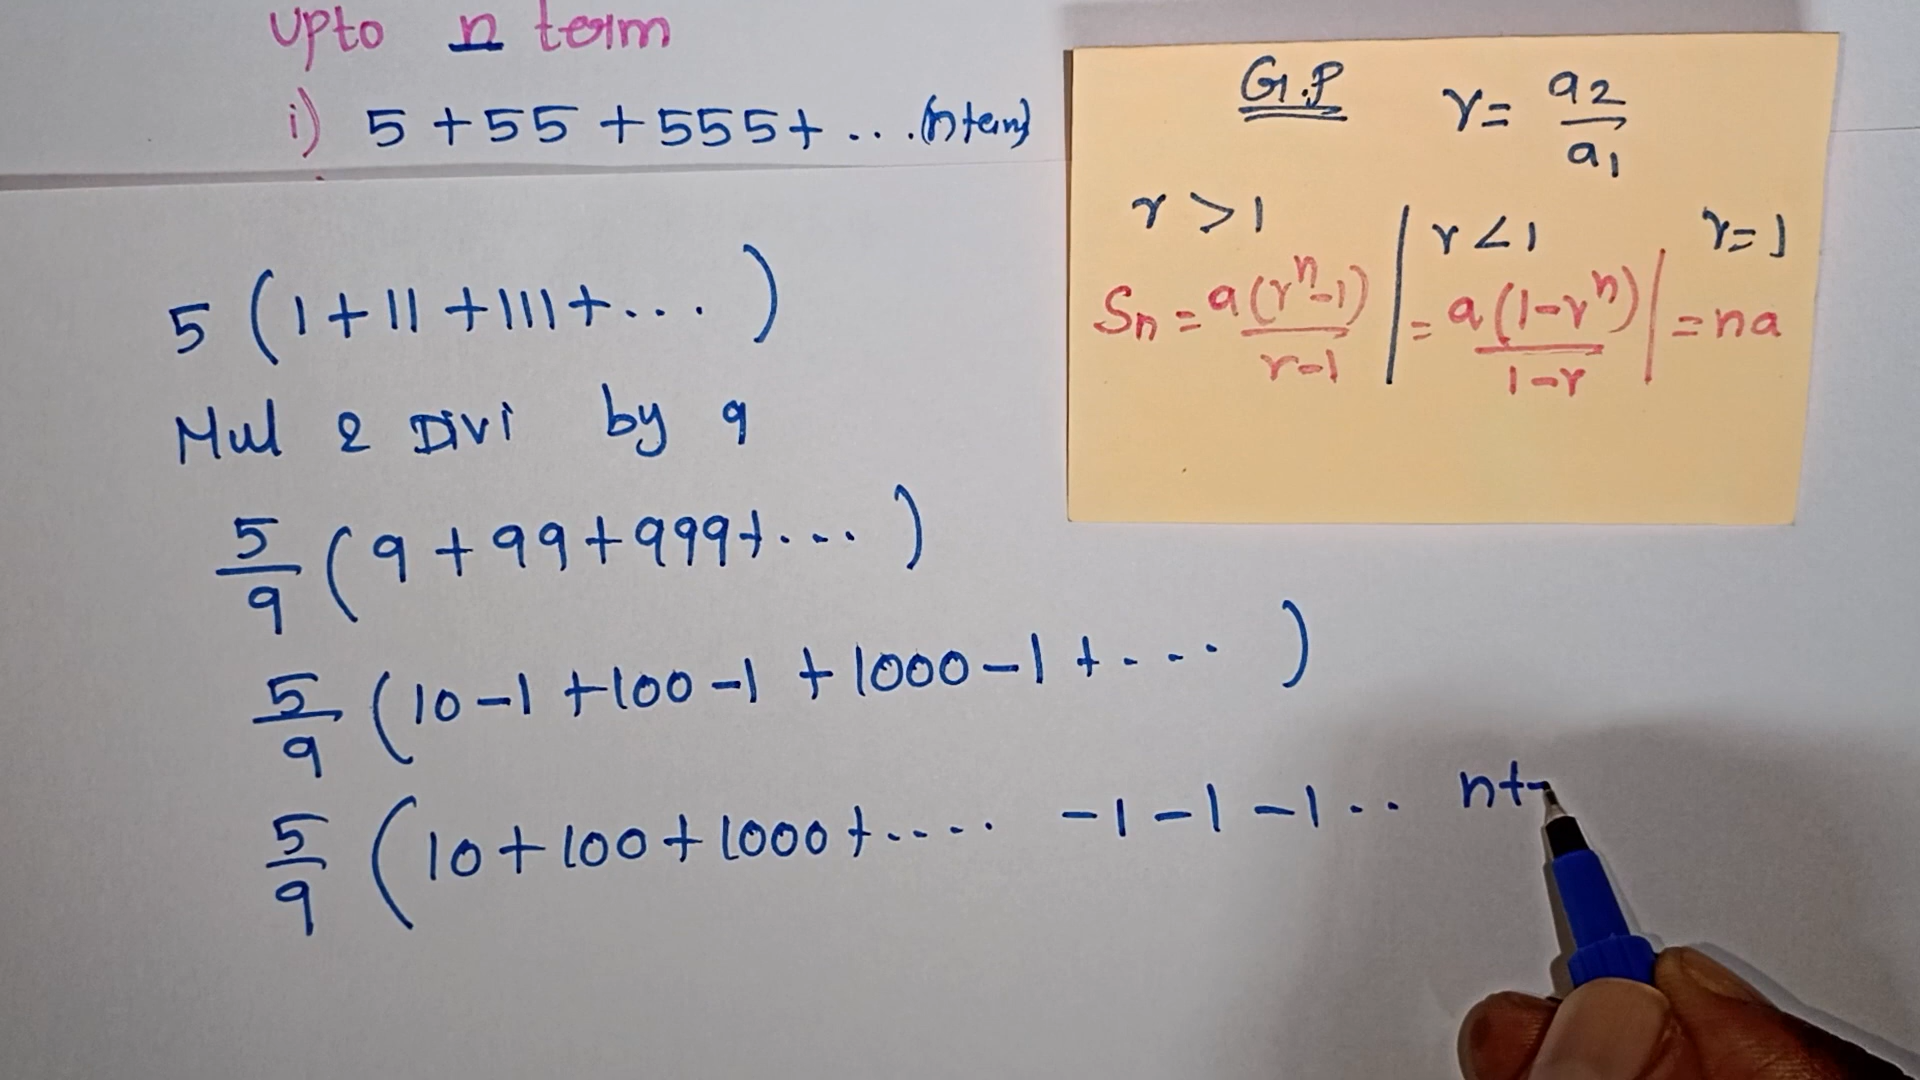 upto n term
i) 5 + 55 + 555 + ... (n term)
5 ( 1 + 11 + 111 + ... )
Mul & Divi by 9
5/9 ( 9 + 99 + 999 + ... )
5/9 ( 10 - 1 + 100 - 1 + 1000 - 1 + ... )
5/9 ( 10 + 100 + 1000 + .... - 1 - 1 - 1 .. nt
G.P r = a2/a1
r > 1 | r < 1 r = 1
Sn = a(r^n - 1)/(r - 1) | = a(1 - r^n)/(1 - r) | = na